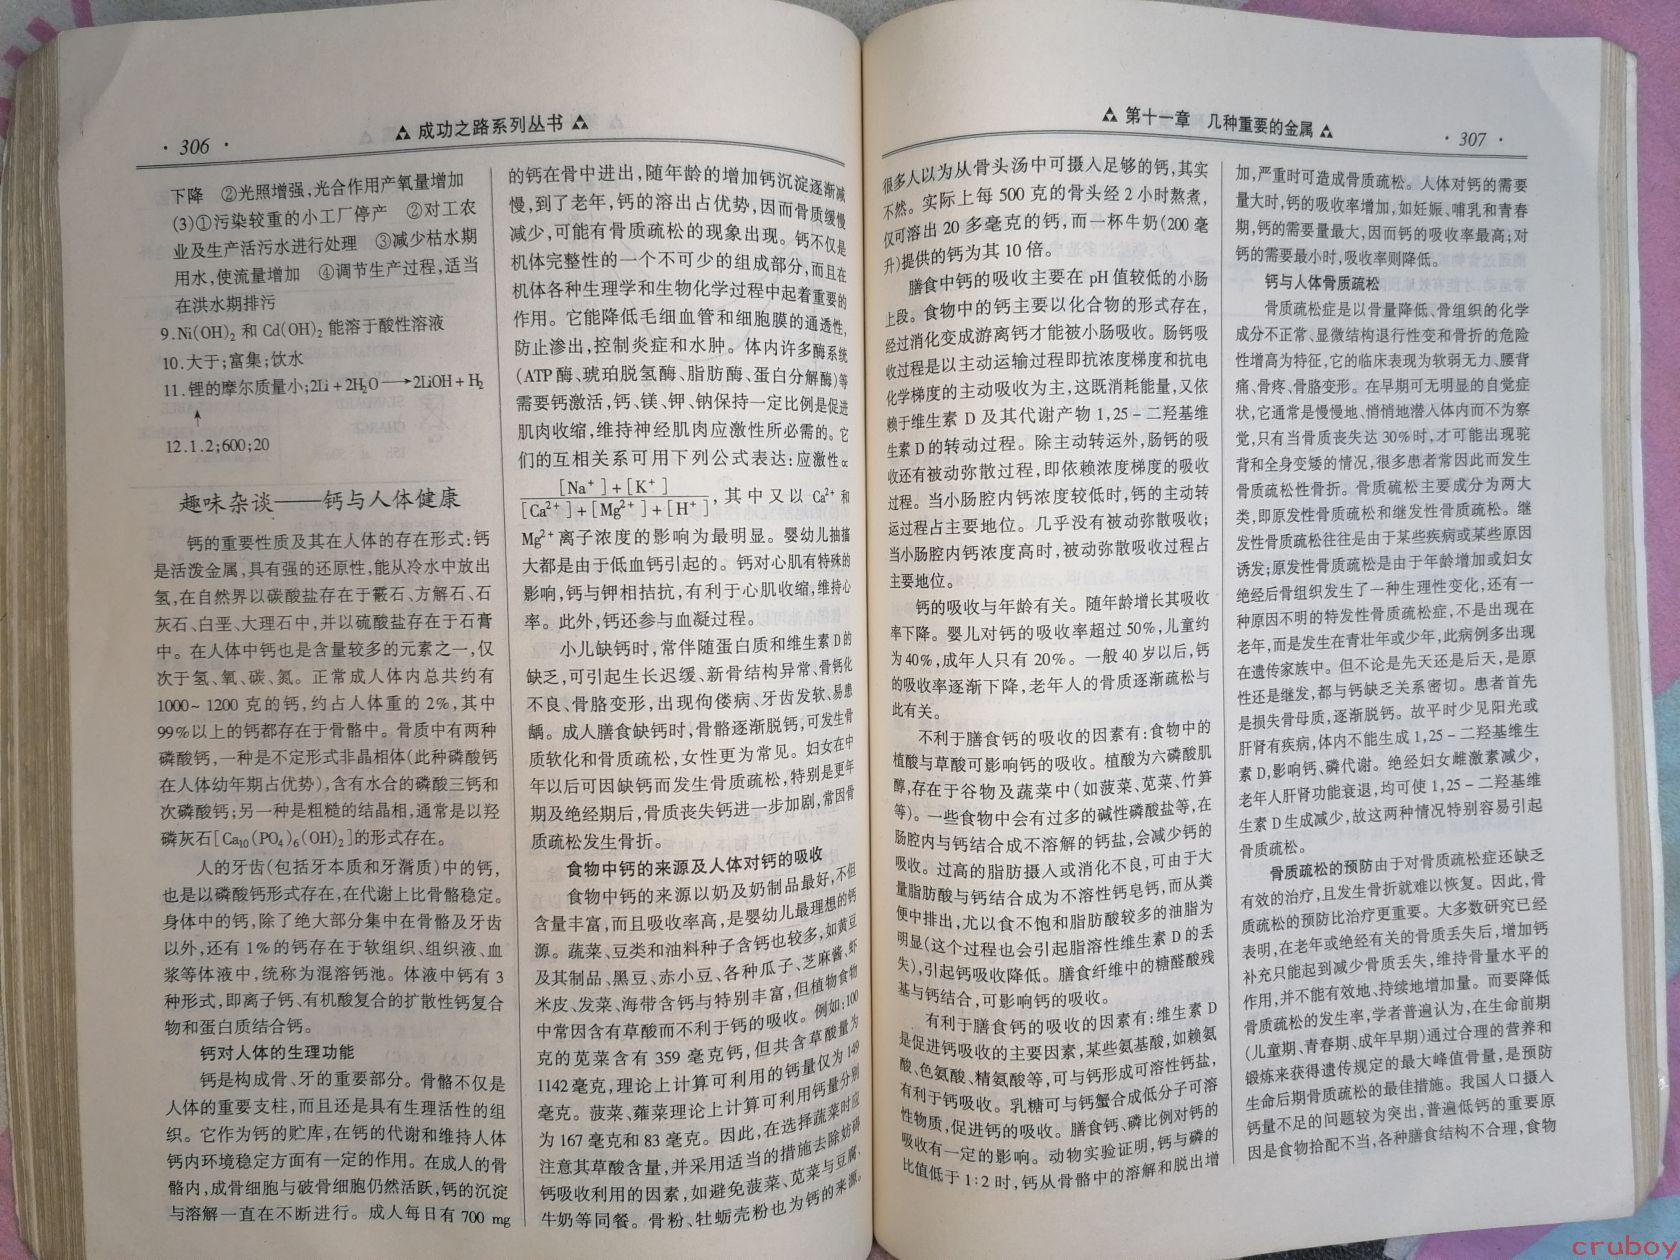 · 306 ·
成功之路系列丛书
下降 ②光照增强,光合作用产氧量增加
(3)①污染较重的小工厂停产 ②对工农
业及生产活污水进行处理 ③减少枯水期
用水,使流量增加 ④调节生产过程,适当
在洪水期排污
9.Ni(OH)₂ 和 Cd(OH)₂ 能溶于酸性溶液
10.大于;富集;饮水
11.锂的摩尔质量小;2Li+2H₂O⟶2LiOH+H₂
↑
12.1.2;600;20
趣味杂谈——钙与人体健康
钙的重要性质及其在人体的存在形式:钙
是活泼金属,具有强的还原性,能从冷水中放出
氢,在自然界以碳酸盐存在于霰石、方解石、石
灰石、白垩、大理石中,并以硫酸盐存在于石膏
中。在人体中钙也是含量较多的元素之一,仅
次于氢、氧、碳、氮。正常成人体内总共约有
1000~1200 克的钙,约占人体重的 2%,其中
99%以上的钙都存在于骨骼中。骨质中有两种
磷酸钙,一种是不定形式非晶相体(此种磷酸钙
在人体幼年期占优势),含有水合的磷酸三钙和
次磷酸钙;另一种是粗糙的结晶相,通常是以羟
磷灰石[Ca₁₀(PO₄)₆(OH)₂]的形式存在。
人的牙齿(包括牙本质和牙滑质)中的钙,
也是以磷酸钙形式存在,在代谢上比骨骼稳定。
身体中的钙,除了绝大部分集中在骨骼及牙齿
以外,还有 1%的钙存在于软组织、组织液、血
浆等体液中,统称为混溶钙池。体液中钙有 3
种形式,即离子钙、有机酸复合的扩散性钙复合
物和蛋白质结合钙。
钙对人体的生理功能
钙是构成骨、牙的重要部分。骨骼不仅是
人体的重要支柱,而且还是具有生理活性的组
织。它作为钙的贮库,在钙的代谢和维持人体
钙内环境稳定方面有一定的作用。在成人的骨
骼内,成骨细胞与破骨细胞仍然活跃,钙的沉淀
与溶解一直在不断进行。成人每日有 700 mg
的钙在骨中进出,随年龄的增加钙沉淀逐渐减
慢,到了老年,钙的溶出占优势,因而骨质缓慢
减少,可能有骨质疏松的现象出现。钙不仅是
机体完整性的一个不可少的组成部分,而且在
机体各种生理学和生物化学过程中起着重要的
作用。它能降低毛细血管和细胞膜的通透性,
防止渗出,控制炎症和水肿。体内许多酶系统
(ATP 酶、琥珀脱氢酶、脂肪酶、蛋白分解酶)等
需要钙激活,钙、镁、钾、钠保持一定比例是促进
肌肉收缩,维持神经肌肉应激性所必需的。它
们的互相关系可用下列公式表达:应激性∝
[Na⁺]+[K⁺]
[Ca²⁺]+[Mg²⁺]+[H⁺],其中又以 Ca²⁺ 和
Mg²⁺离子浓度的影响为最明显。婴幼儿抽搐
大都是由于低血钙引起的。钙对心肌有特殊的
影响,钙与钾相拮抗,有利于心肌收缩,维持心
率。此外,钙还参与血凝过程。
小儿缺钙时,常伴随蛋白质和维生素 D 的
缺乏,可引起生长迟缓、新骨结构异常、骨钙化
不良、骨胳变形,出现佝偻病、牙齿发软、易患
龋。成人膳食缺钙时,骨骼逐渐脱钙,可发生骨
质软化和骨质疏松,女性更为常见。妇女在中
年以后可因缺钙而发生骨质疏松,特别是更年
期及绝经期后,骨质丧失钙进一步加剧,常因骨
质疏松发生骨折。
食物中钙的来源及人体对钙的吸收
食物中钙的来源以奶及奶制品最好,不但
含量丰富,而且吸收率高,是婴幼儿最理想的钙
源。蔬菜、豆类和油料种子含钙也较多,如黄豆
及其制品、黑豆、赤小豆、各种瓜子、芝麻酱、虾
米皮、发菜、海带含钙与特别丰富,但植物食物
中常因含有草酸而不利于钙的吸收。例如:100
克的苋菜含有 359 毫克钙,但共含草酸量为
1142 毫克,理论上计算可利用的钙量仅为 149
毫克。菠菜、蕹菜理论上计算可利用钙量分别
为 167 毫克和 83 毫克。因此,在选择蔬菜时应
注意其草酸含量,并采用适当的措施去除妨碍
钙吸收利用的因素,如避免菠菜、苋菜与豆腐、
牛奶等同餐。骨粉、牡蛎壳粉也为钙的来源。
第十一章 几种重要的金属
· 307 ·
很多人以为从骨头汤中可摄入足够的钙,其实
不然。实际上每 500 克的骨头经 2 小时熬煮,
仅可溶出 20 多毫克的钙,而一杯牛奶(200 毫
升)提供的钙为其 10 倍。
膳食中钙的吸收主要在 pH 值较低的小肠
上段。食物中的钙主要以化合物的形式存在,
经过消化变成游离钙才能被小肠吸收。肠钙吸
收过程是以主动运输过程即抗浓度梯度和抗电
化学梯度的主动吸收为主,这既消耗能量,又依
赖于维生素 D 及其代谢产物 1,25-二羟基维
生素 D 的转动过程。除主动转运外,肠钙的吸
收还有被动弥散过程,即依赖浓度梯度的吸收
过程。当小肠腔内钙浓度较低时,钙的主动转
运过程占主要地位。几乎没有被动弥散吸收;
当小肠腔内钙浓度高时,被动弥散吸收过程占
主要地位。
钙的吸收与年龄有关。随年龄增长其吸收
率下降。婴儿对钙的吸收率超过 50%,儿童约
为 40%,成年人只有 20%。一般 40 岁以后,钙
的吸收率逐渐下降,老年人的骨质逐渐疏松与
此有关。
不利于膳食钙的吸收的因素有:食物中的
植酸与草酸可影响钙的吸收。植酸为六磷酸肌
醇,存在于谷物及蔬菜中(如菠菜、苋菜、竹笋
等)。一些食物中会有过多的碱性磷酸盐等,在
肠腔内与钙结合成不溶解的钙盐,会减少钙的
吸收。过高的脂肪摄入或消化不良,可由于大
量脂肪酸与钙结合成为不溶性钙皂钙,而从粪
便中排出,尤以食不饱和脂肪酸较多的油脂为
明显(这个过程也会引起脂溶性维生素 D 的丢
失),引起钙吸收降低。膳食纤维中的糖醛酸残
基与钙结合,可影响钙的吸收。
有利于膳食钙的吸收的因素有:维生素 D
是促进钙吸收的主要因素,某些氨基酸,如赖氨
酸、色氨酸、精氨酸等,可与钙形成可溶性钙盐,
有利于钙吸收。乳糖可与钙螯合成低分子可溶
性物质,促进钙的吸收。膳食钙、磷比例对钙的
吸收有一定的影响。动物实验证明,钙与磷的
比值低于 1:2 时,钙从骨骼中的溶解和脱出增
加,严重时可造成骨质疏松。人体对钙的需要
量大时,钙的吸收率增加,如妊娠、哺乳和青春
期,钙的需要量最大,因而钙的吸收率最高;对
钙的需要最小时,吸收率则降低。
钙与人体骨质疏松
骨质疏松症是以骨量降低、骨组织的化学
成分不正常、显微结构退行性变和骨折的危险
性增高为特征,它的临床表现为软弱无力、腰背
痛、骨疼、骨骼变形。在早期可无明显的自觉症
状,它通常是慢慢地、悄悄地潜入体内而不为察
觉,只有当骨质丧失达 30%时,才可能出现驼
背和全身变矮的情况,很多患者常因此而发生
骨质疏松性骨折。骨质疏松主要成分为两大
类,即原发性骨质疏松和继发性骨质疏松。继
发性骨质疏松往往是由于某些疾病或某些原因
诱发;原发性骨质疏松是由于年龄增加或妇女
绝经后骨组织发生了一种生理性变化,还有一
种原因不明的特发性骨质疏松症,不是出现在
老年,而是发生在青壮年或少年,此病例多出现
在遗传家族中。但不论是先天还是后天,是原
性还是继发,都与钙缺乏关系密切。患者首先
是损失骨母质,逐渐脱钙。故平时少见阳光或
肝肾有疾病,体内不能生成 1,25-二羟基维生
素 D,影响钙、磷代谢。绝经妇女雌激素减少,
老年人肝肾功能衰退,均可使 1,25-二羟基维
生素 D 生成减少,故这两种情况特别容易引起
骨质疏松。
骨质疏松的预防由于对骨质疏松症还缺乏
有效的治疗,且发生骨折就难以恢复。因此,骨
质疏松的预防比治疗更重要。大多数研究已经
表明,在老年或绝经有关的骨质丢失后,增加钙
补充只能起到减少骨质丢失,维持骨量水平的
作用,并不能有效地、持续地增加量。而要降低
骨质疏松的发生率,学者普遍认为,在生命前期
(儿童期、青春期、成年早期)通过合理的营养和
锻炼来获得遗传规定的最大峰值骨量,是预防
生命后期骨质疏松的最佳措施。我国人口摄入
钙量不足的问题较为突出,普遍低钙的重要原
因是食物拾配不当,各种膳食结构不合理,食物
cruboy